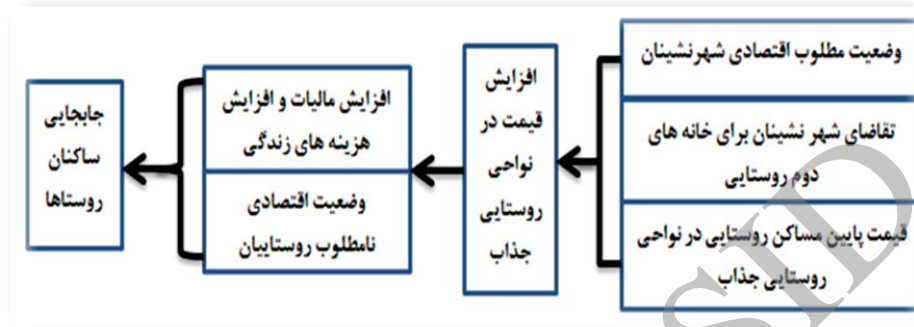 وضعیت مطلوب اقتصادی شهرنشینان
تقاضای شهر نشینان برای خانه های
دوم روستایی
قیمت پایین مساکن روستایی در نواحی
روستایی جذاب
افزایش
قیمت در
نواحی
روستایی
جذاب
افزایش مالیات و افزایش
هزینه های زندگی
وضعیت اقتصادی
نامطلوب روستاییان
جابجایی
ساکنان
روستاها
SID